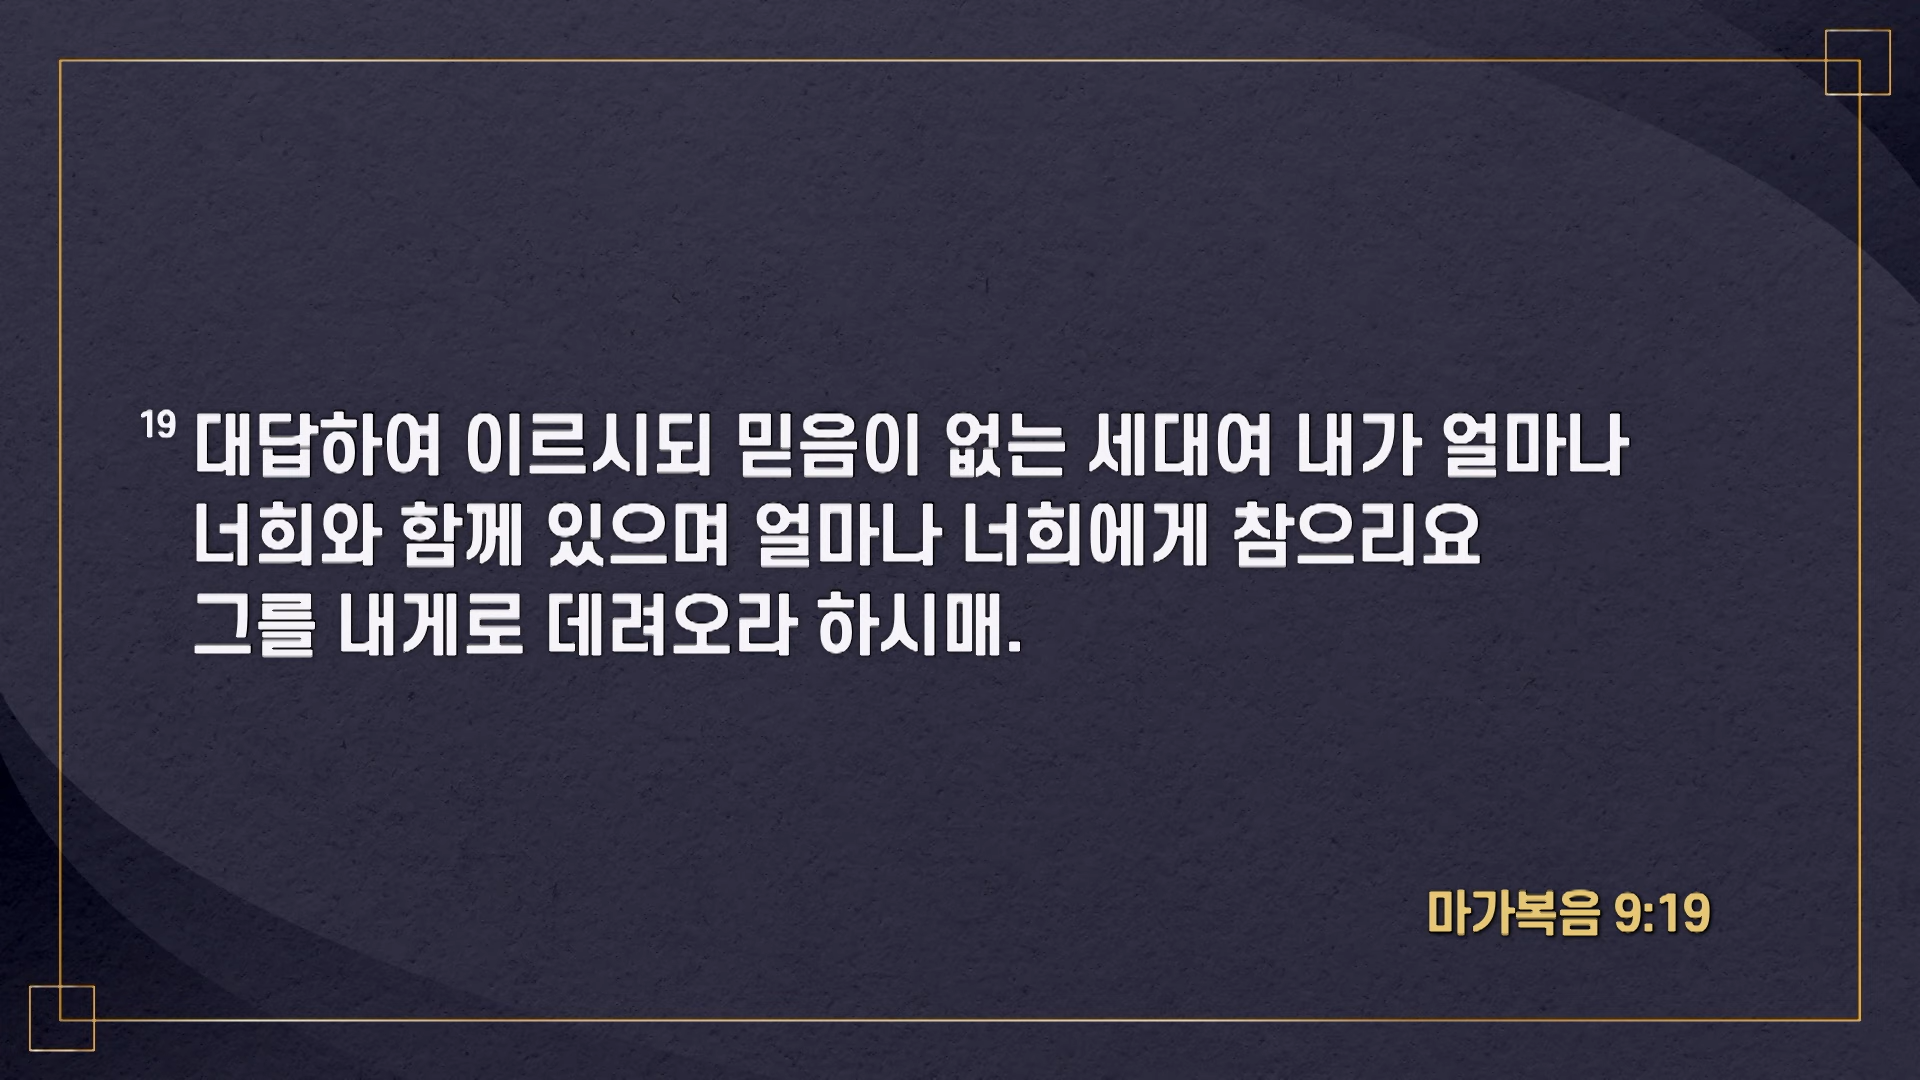 19 대답하여 이르시되 믿음이 없는 세대여 내가 얼마나
너희와 함께 있으며 얼마나 너희에게 참으리요
그를 내게로 데려오라 하시매.
마가복음 9:19